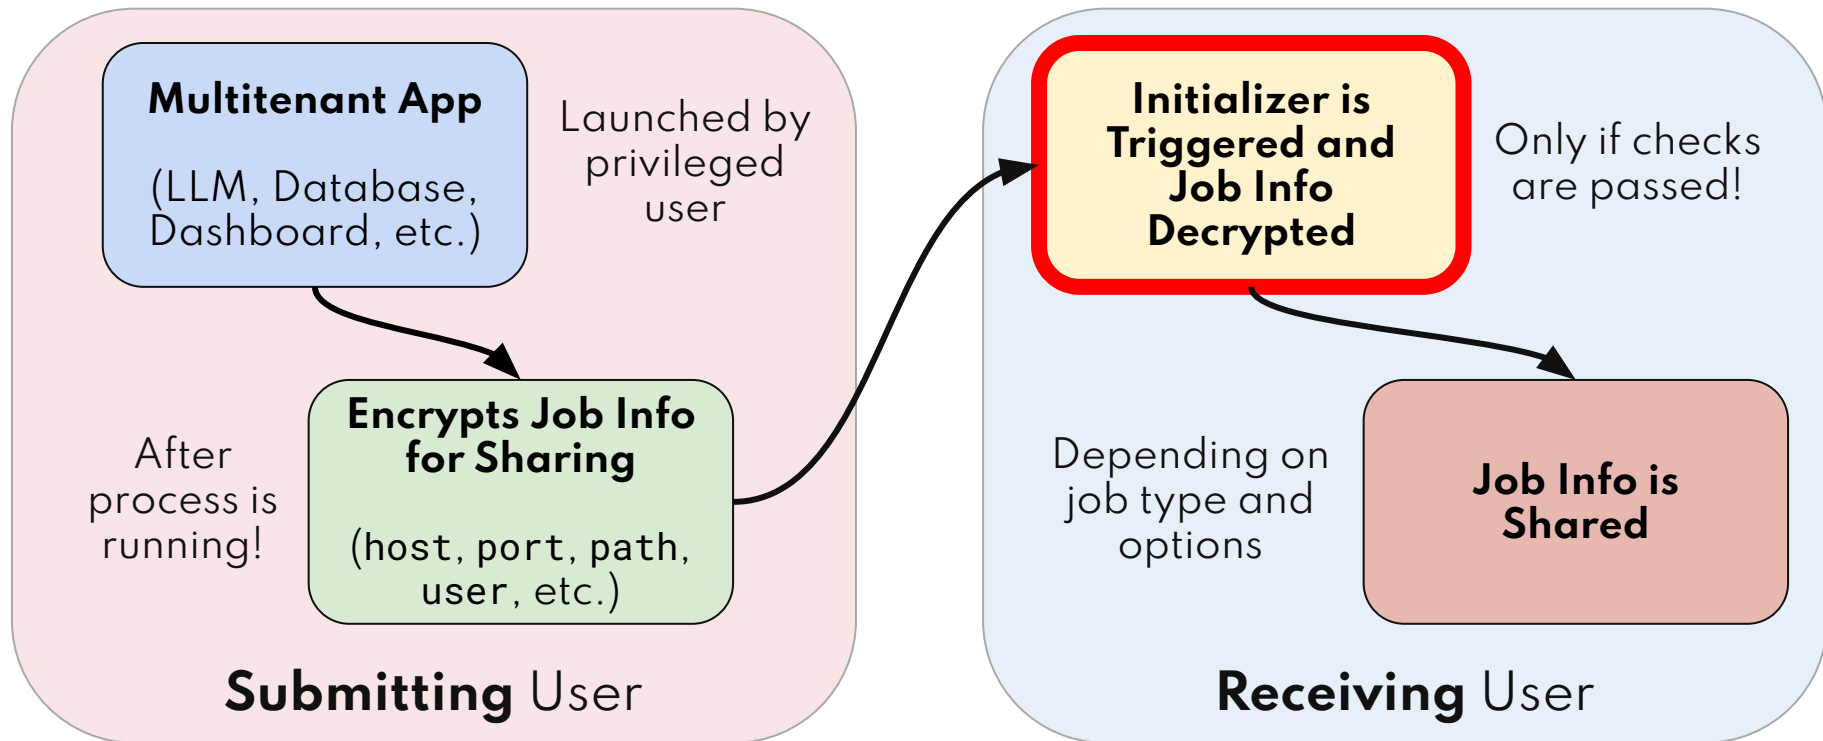 Multitenant App
(LLM, Database,
Dashboard, etc.)
Launched by
privileged
user
After
process is
running!
Encrypts Job Info
for Sharing
(host, port, path,
user, etc.)
Submitting User
Initializer is
Triggered and
Job Info
Decrypted
Only if checks
are passed!
Depending on
job type and
options
Job Info is
Shared
Receiving User